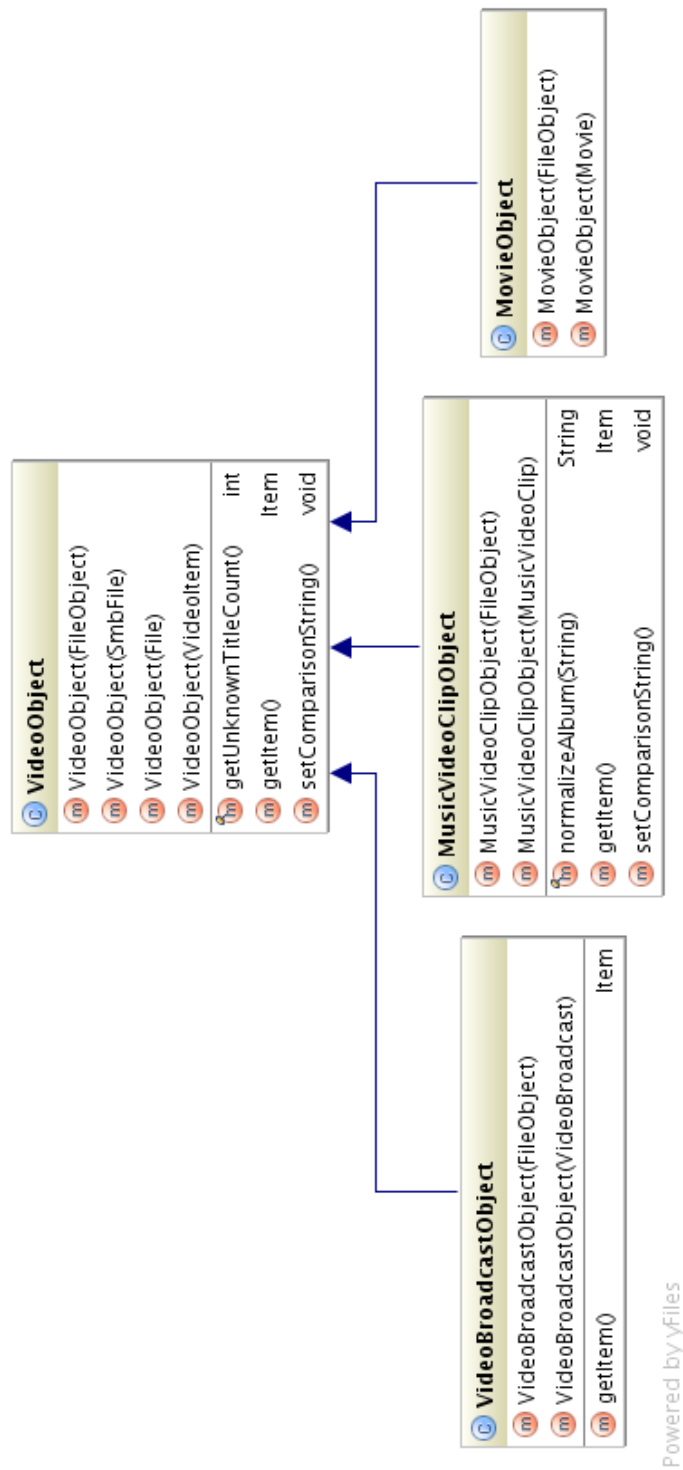 VideoObject
VideoObject(FileObject)
VideoObject(SmbFile)
VideoObject(File)
VideoObject(VideoItem)
getUnknownTitleCount() int
getItem() Item
setComparisonString() void
VideoBroadcastObject
VideoBroadcastObject(FileObject)
VideoBroadcastObject(VideoBroadcast)
getItem() Item
MusicVideoClipObject
MusicVideoClipObject(FileObject)
MusicVideoClipObject(MusicVideoClip)
normalizeAlbum(String) String
getItem() Item
setComparisonString() void
MovieObject
MovieObject(FileObject)
MovieObject(Movie)
Powered by yFiles